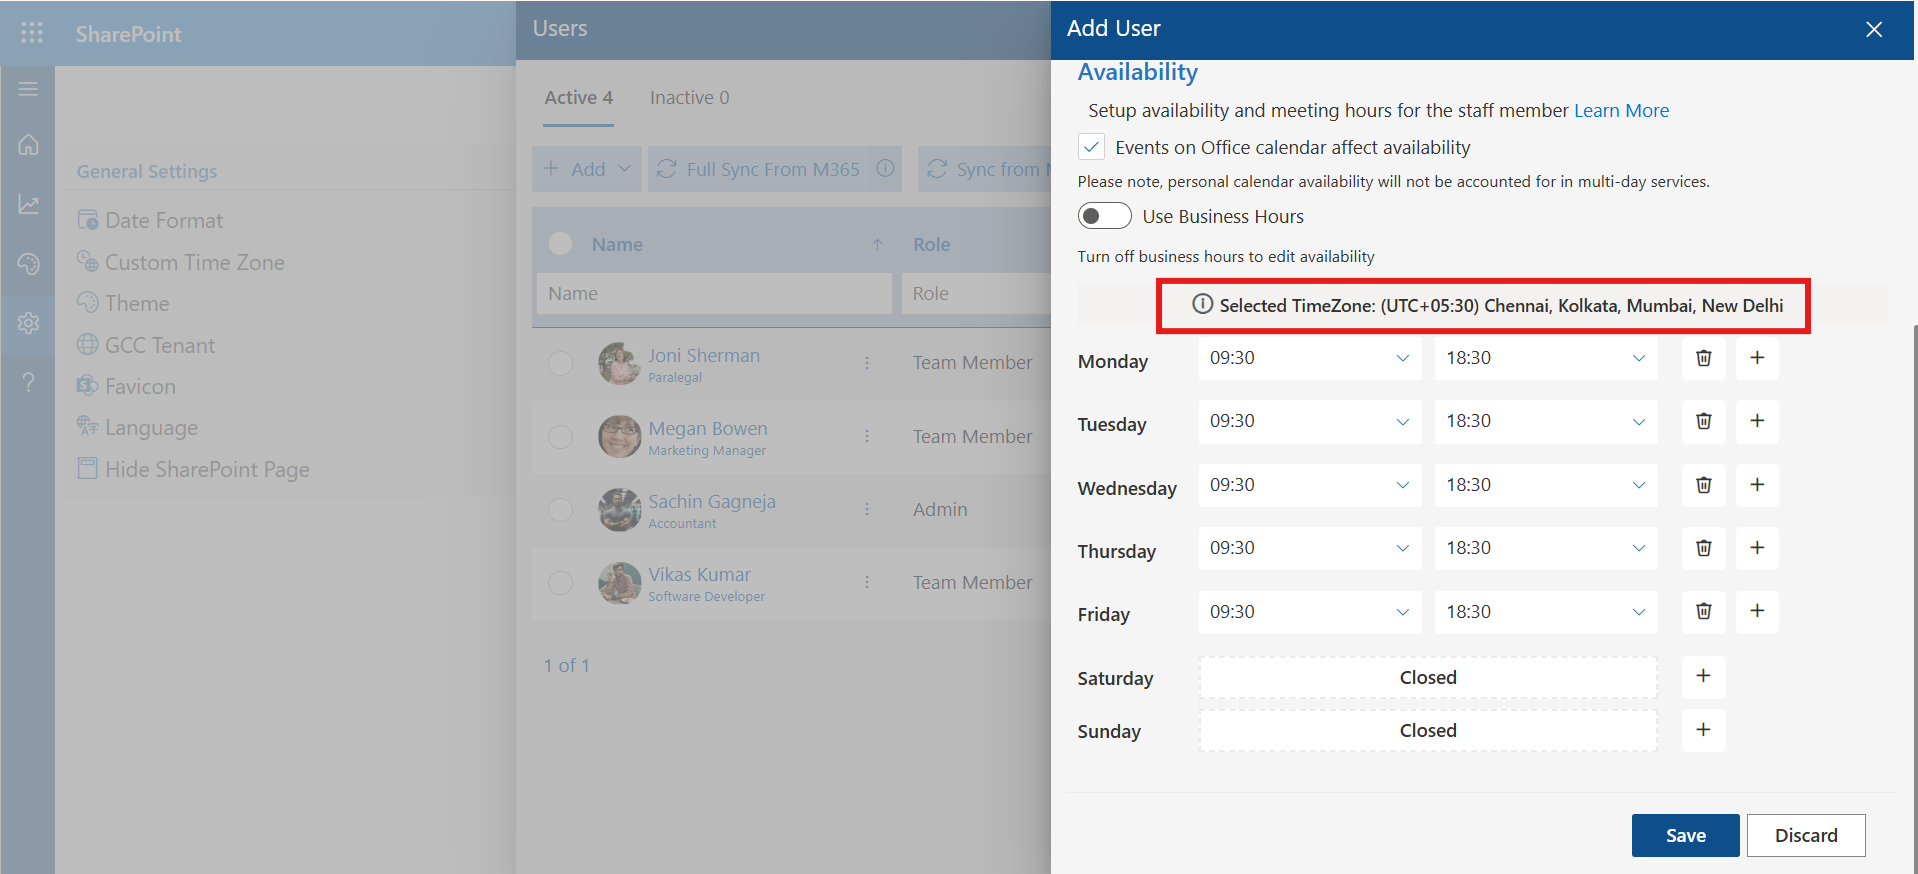 SharePoint
General Settings
Date Format
Custom Time Zone
Theme
GCC Tenant
Favicon
Language
Hide SharePoint Page
Users
Active 4
Inactive 0
Add
Full Sync From M365
Sync from M
Name
Role
Name
Role
Joni Sherman
Paralegal
Team Member
Megan Bowen
Marketing Manager
Team Member
Sachin Gagneja
Accountant
Admin
Vikas Kumar
Software Developer
Team Member
1 of 1
Add User
Availability
Setup availability and meeting hours for the staff member Learn More
Events on Office calendar affect availability
Please note, personal calendar availability will not be accounted for in multi-day services.
Use Business Hours
Turn off business hours to edit availability
Selected TimeZone: (UTC+05:30) Chennai, Kolkata, Mumbai, New Delhi
Monday 09:30 18:30
Tuesday 09:30 18:30
Wednesday 09:30 18:30
Thursday 09:30 18:30
Friday 09:30 18:30
Saturday Closed
Sunday Closed
Save
Discard